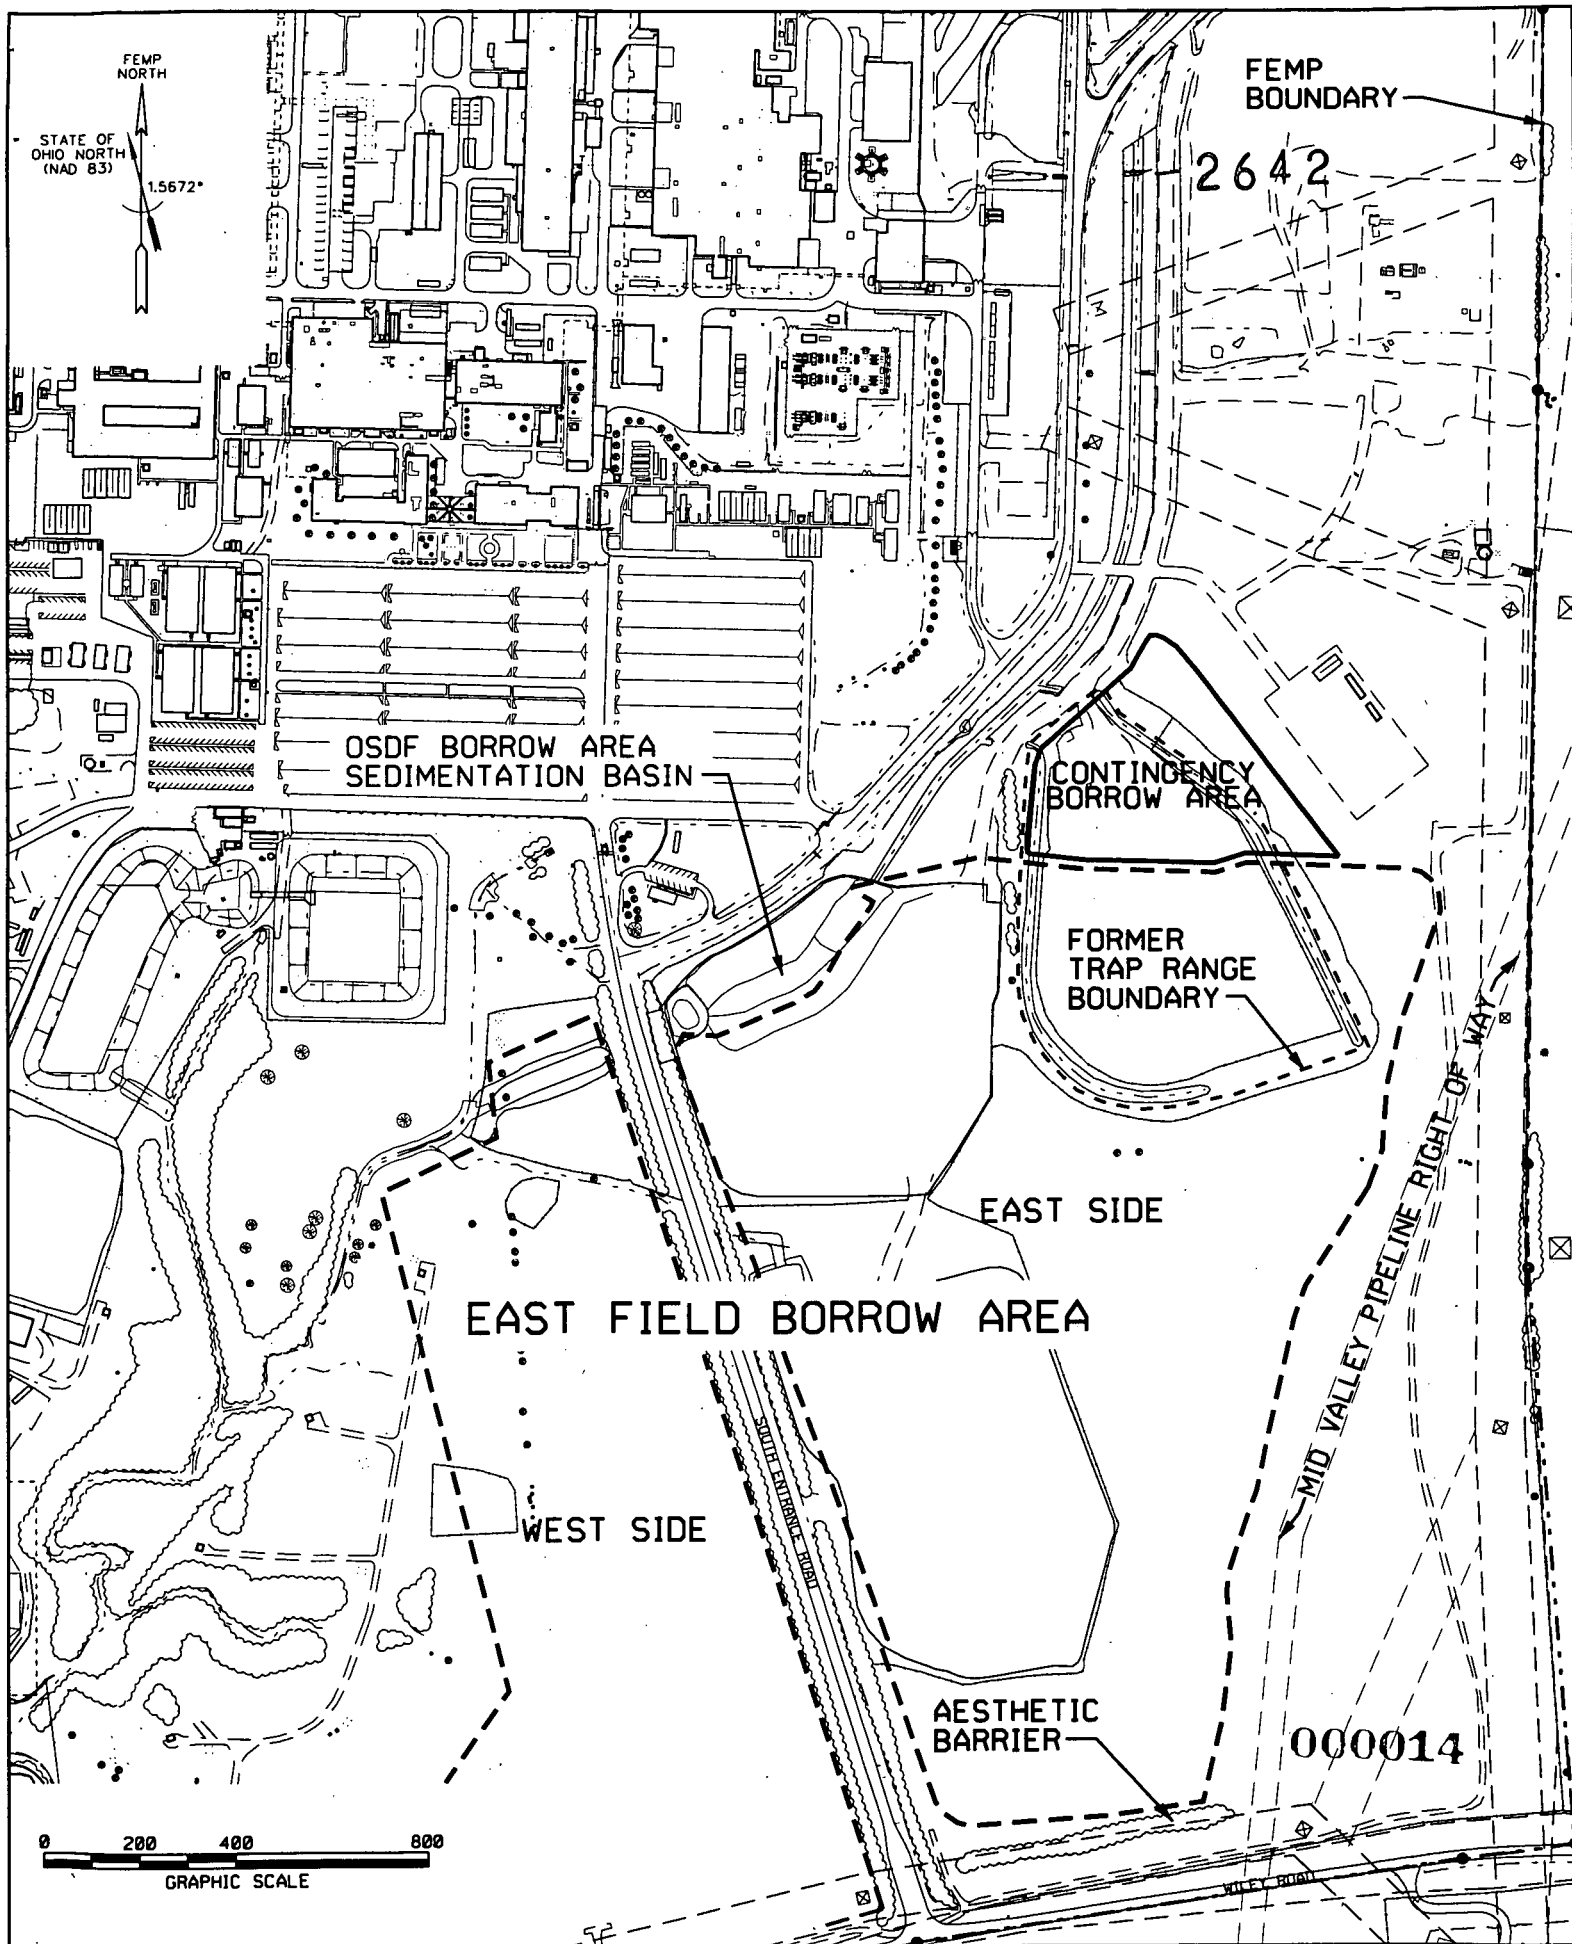 FEMP
NORTH
STATE OF
OHIO NORTH
(NAD 83)
1.5672°
FEMP
BOUNDARY
2642
OSDF BORROW AREA
SEDIMENTATION BASIN
CONTINGENCY
BORROW AREA
FORMER
TRAP RANGE
BOUNDARY
MID VALLEY PIPELINE RIGHT OF WAY
EAST SIDE
EAST FIELD BORROW AREA
SOUTH ENTRANCE ROAD
WEST SIDE
AESTHETIC
BARRIER
000014
0 200 400 800
GRAPHIC SCALE
WILEY ROAD